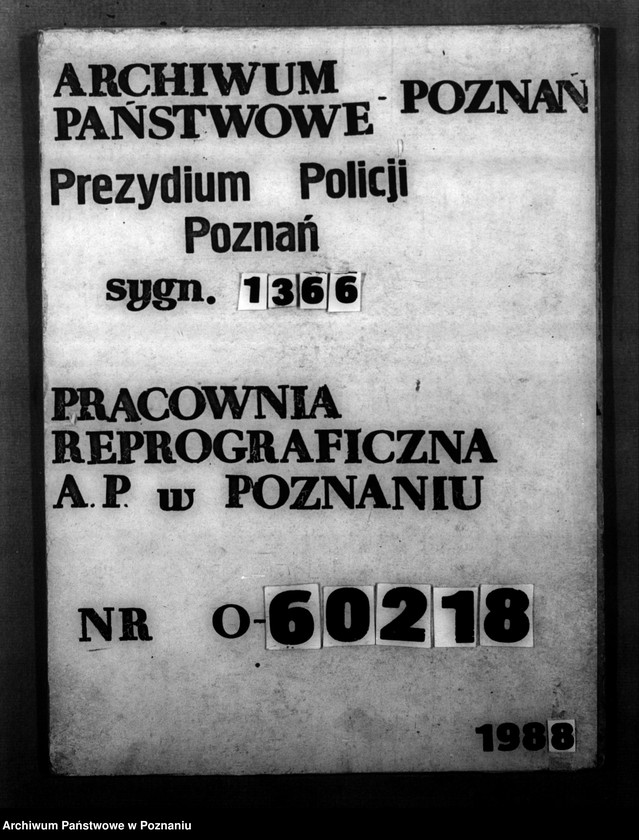 ARCHIWUM
PAŃSTWOWE - POZNAŃ
Prezydium Policji
Poznań
sygn. 1366
PRACOWNIA
REPROGRAFICZNA
A.P. w POZNANIU
NR O-60218
1988
Archiwum Państwowe w Poznaniu